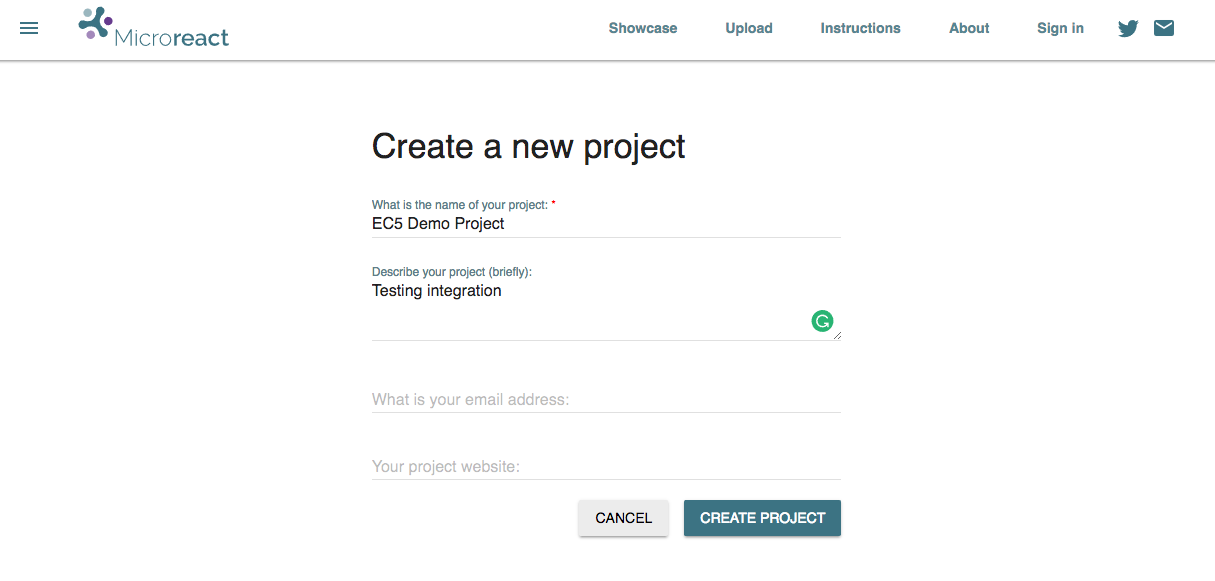 Microreact
Showcase Upload Instructions About Sign in
Create a new project
What is the name of your project: *
EC5 Demo Project
Describe your project (briefly):
Testing integration
What is your email address:
Your project website:
CANCEL CREATE PROJECT